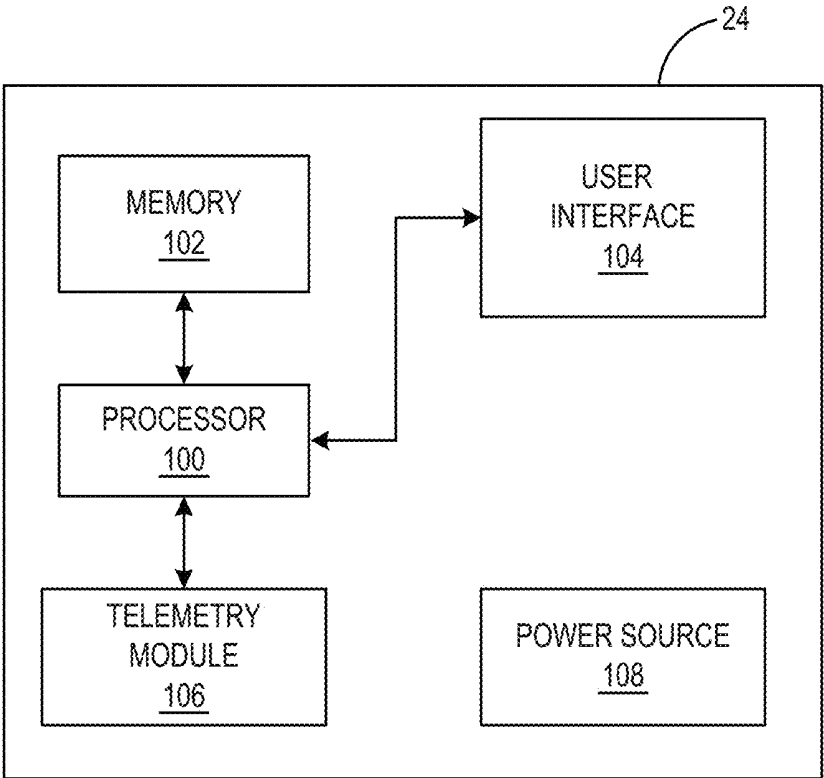 24
MEMORY
102
USER
INTERFACE
104
PROCESSOR
100
TELEMETRY
MODULE
106
POWER SOURCE
108